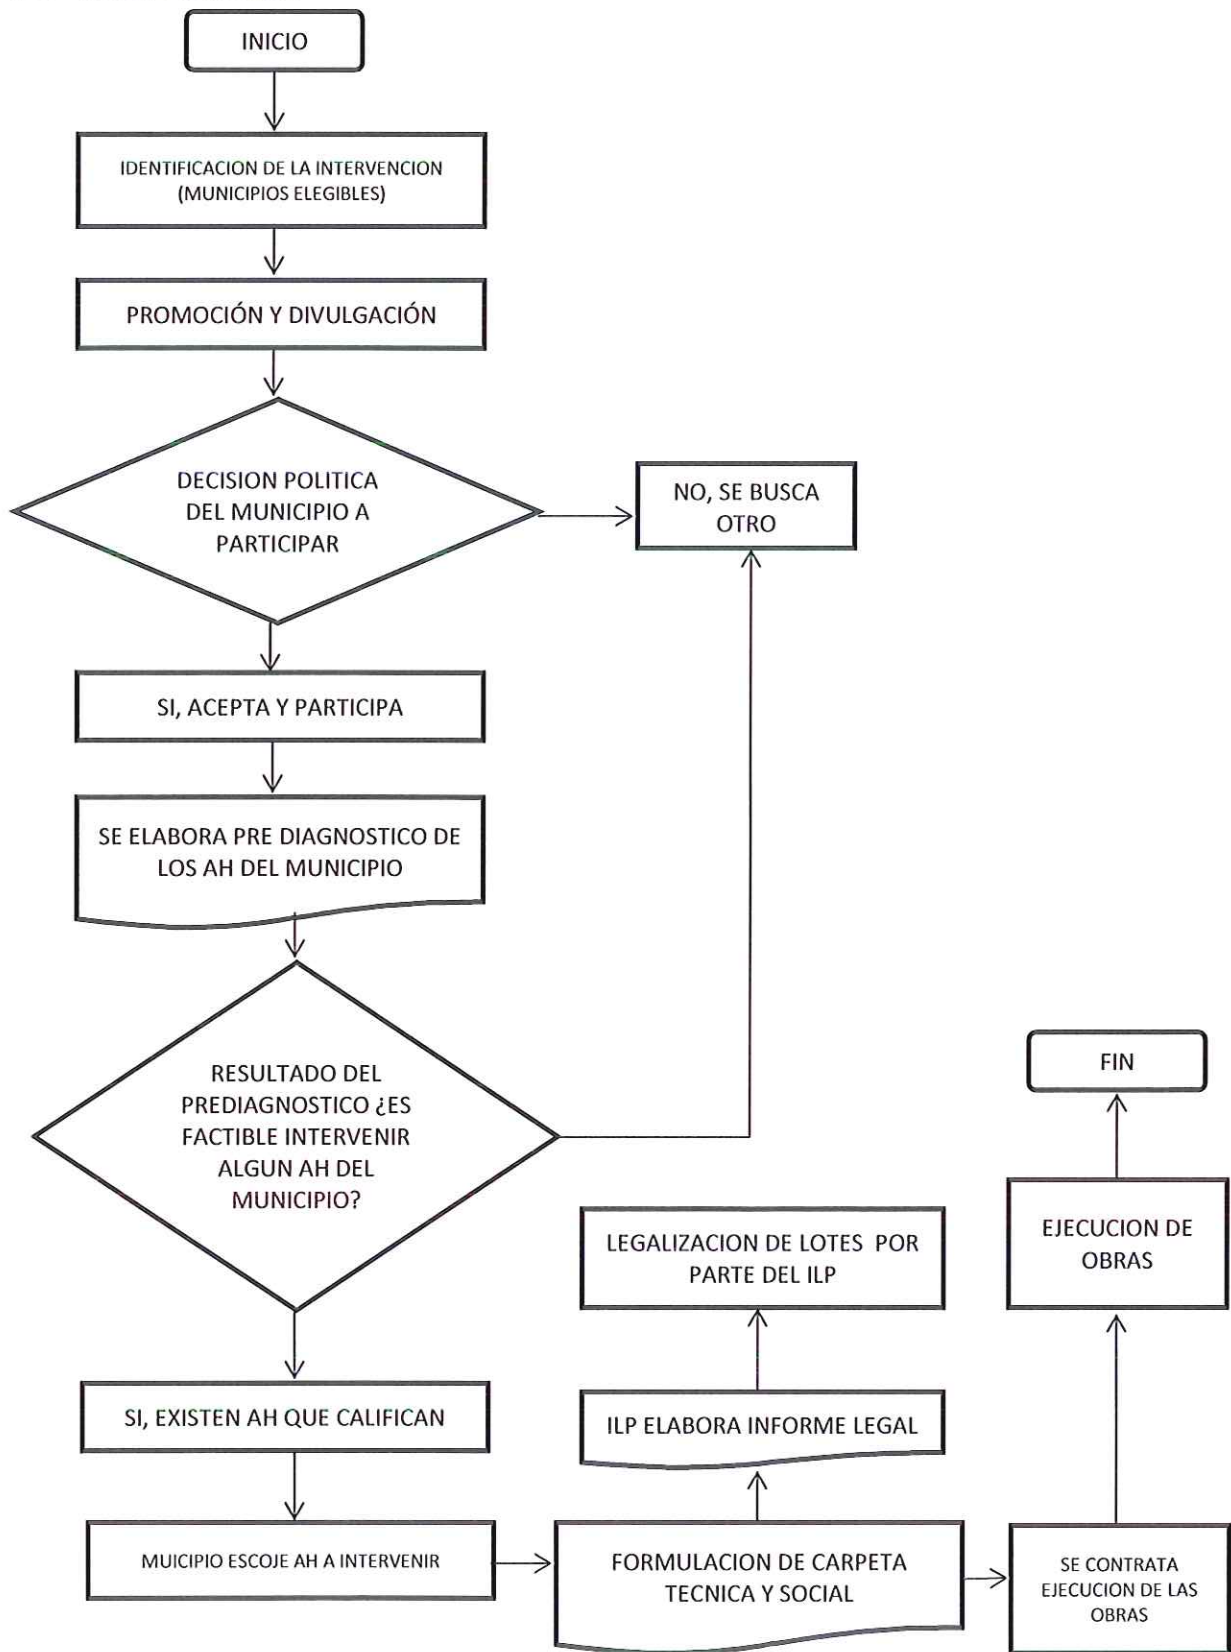 INICIO
IDENTIFICACION DE LA INTERVENCION
(MUNICIPIOS ELEGIBLES)
PROMOCIÓN Y DIVULGACIÓN
DECISION POLITICA
DEL MUNICIPIO A
PARTICIPAR
NO, SE BUSCA
OTRO
SI, ACEPTA Y PARTICIPA
SE ELABORA PRE DIAGNOSTICO DE
LOS AH DEL MUNICIPIO
RESULTADO DEL
PREDIAGNOSTICO ¿ES
FACTIBLE INTERVENIR
ALGUN AH DEL
MUNICIPIO?
SI, EXISTEN AH QUE CALIFICAN
MUICIPIO ESCOJE AH A INTERVENIR
FORMULACION DE CARPETA
TECNICA Y SOCIAL
ILP ELABORA INFORME LEGAL
LEGALIZACION DE LOTES POR
PARTE DEL ILP
SE CONTRATA
EJECUCION DE LAS
OBRAS
EJECUCION DE
OBRAS
FIN